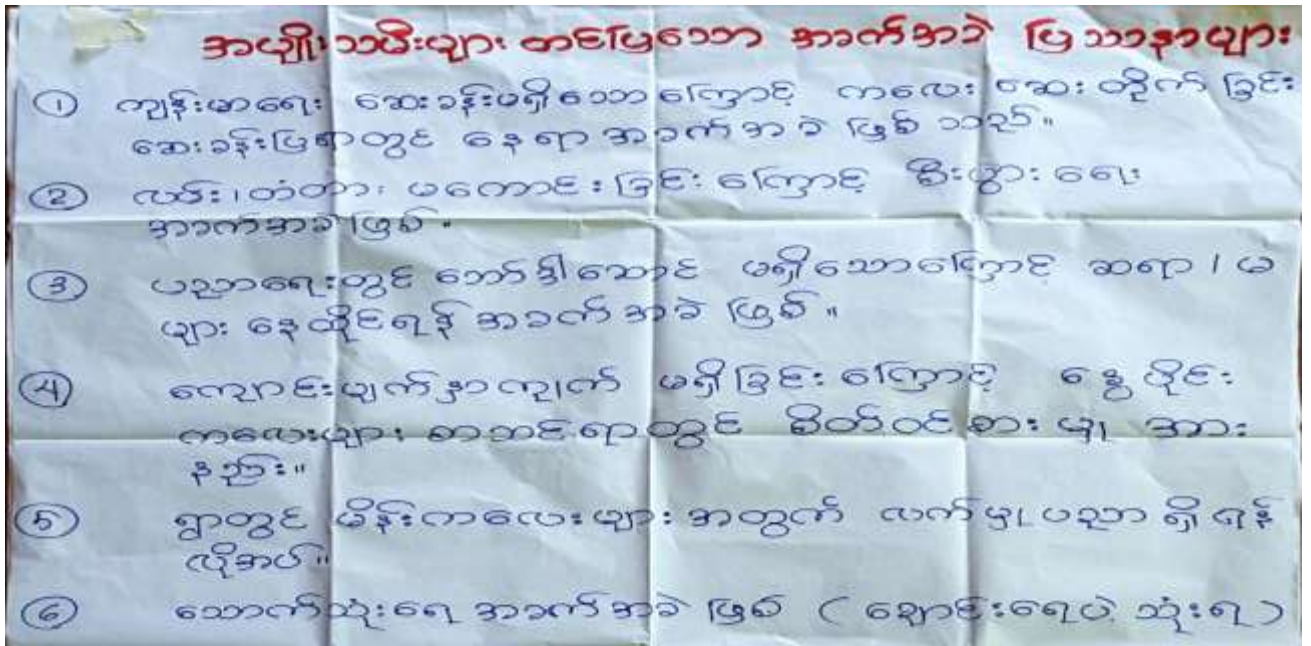 အမျိုးသမီးများ တင်ပြသော အာက်အခဲ ပြဿနာများ
① ကျန်းမာရေး ဆေးခန်းမရှိသောကြောင့် ကလေး ဆေးတိုက်ခြင်း
ဆေးခန်းပြရာတွင် နေရာအခက်အခဲ ဖြစ်သည်။
② လမ်း၊တံတား မကောင်းခြင်းကြောင့် စီးပွားရေး
အာက်အခဲဖြစ်။
③ ပညာရေးတွင် ဘော်ဒါဆောင် မရှိသောကြောင့် ဆရာ/မ
များ နေထိုင်ရန် အခက်အခဲ ဖြစ်။
④ ကျောင်းမျက်နှာကျက် မရှိခြင်းကြောင့် နွေပိုင်း
ကလေးများ စာသင်ရာတွင် စိတ်ဝင်စားမှု အား
နည်း။
⑤ ရွာတွင် မိန်းကလေးများအတွက် လက်မှုပညာ ရှိရန်
လိုအပ်။
⑥ သောက်သုံးရေအခက်အခဲ ဖြစ် (ချောင်းရေပဲ သုံးရ)